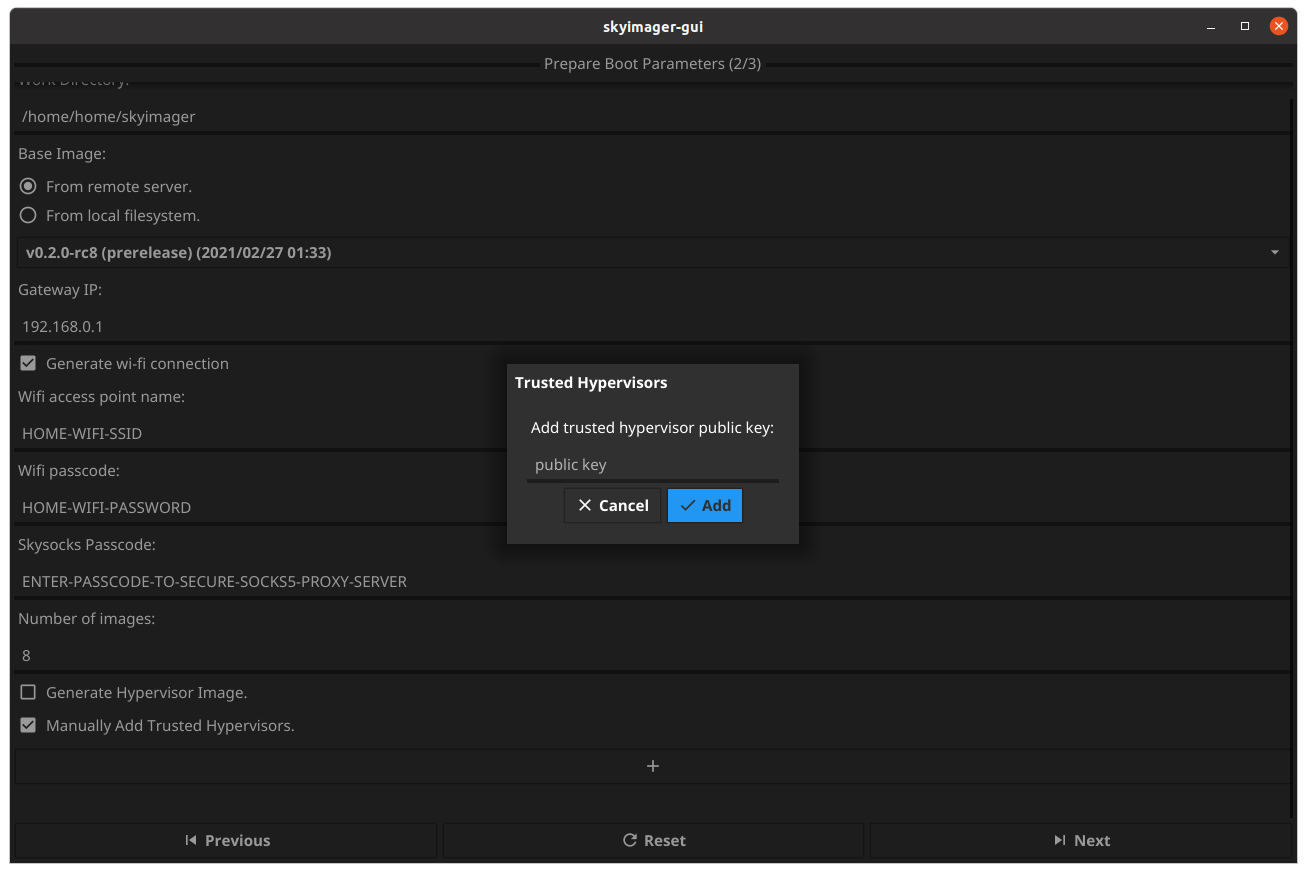 skyimager-gui
Prepare Boot Parameters (2/3)
Work Directory:
/home/home/skyimager
Base Image:
From remote server.
From local filesystem.
v0.2.0-rc8 (prerelease) (2021/02/27 01:33)
Gateway IP:
192.168.0.1
Generate wi-fi connection
Wifi access point name:
HOME-WIFI-SSID
Wifi passcode:
HOME-WIFI-PASSWORD
Skysocks Passcode:
ENTER-PASSCODE-TO-SECURE-SOCKS5-PROXY-SERVER
Number of images:
8
Generate Hypervisor Image.
Manually Add Trusted Hypervisors.
+
Trusted Hypervisors
Add trusted hypervisor public key:
public key
Cancel Add
Previous Reset Next